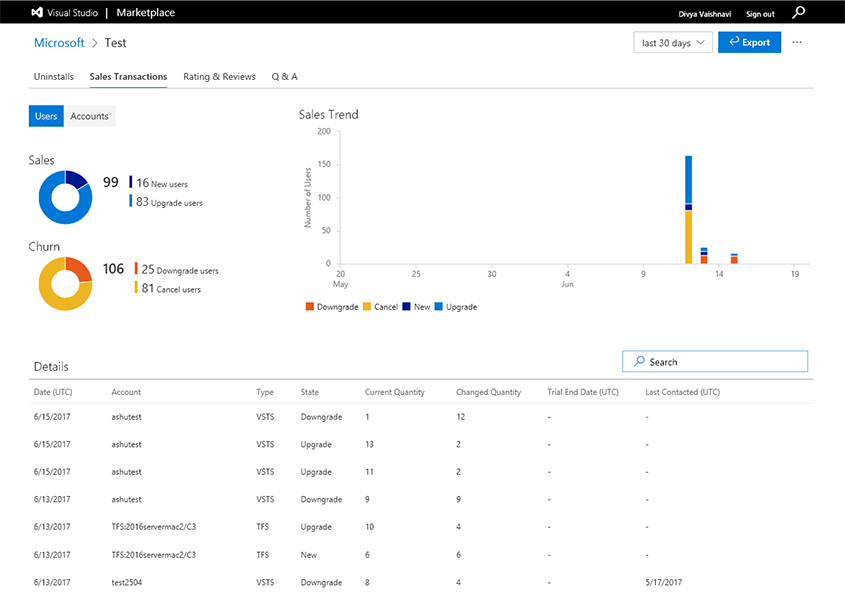 Visual Studio | Marketplace Divya Vaishnavi Sign out
Microsoft > Test last 30 days Export ...
Uninstalls Sales Transactions Rating & Reviews Q & A
Users Accounts
Sales
99 16 New users
83 Upgrade users
Churn
106 25 Downgrade users
81 Cancel users
Sales Trend
Number of Users
200
150
100
50
0
20 25 30 4 9 14 19
May Jun
Downgrade Cancel New Upgrade
Details Search
Date (UTC) Account Type State Current Quantity Changed Quantity Trial End Date (UTC) Last Contacted (UTC)
6/15/2017 ashutest VSTS Downgrade 1 12 - -
6/15/2017 ashutest VSTS Upgrade 13 2 - -
6/15/2017 ashutest VSTS Upgrade 11 2 - -
6/13/2017 ashutest VSTS Downgrade 9 9 - -
6/13/2017 TFS:2016servermac2/C3 TFS Upgrade 10 4 - -
6/13/2017 TFS:2016servermac2/C3 TFS New 6 6 - -
6/13/2017 test2504 VSTS Downgrade 8 4 - 5/17/2017